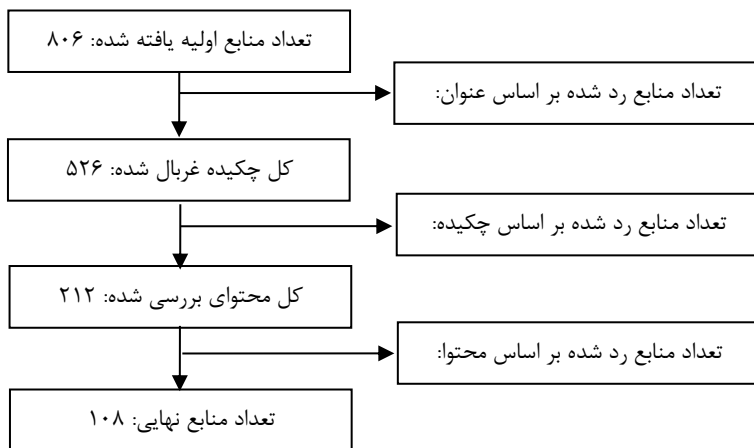 تعداد منابع اولیه یافته شده: ۸۰۶
تعداد منابع رد شده بر اساس عنوان:
کل چکیده غربال شده: ۵۲۶
تعداد منابع رد شده بر اساس چکیده:
کل محتوای بررسی شده: ۲۱۲
تعداد منابع رد شده بر اساس محتوا:
تعداد منابع نهایی: ۱۰۸